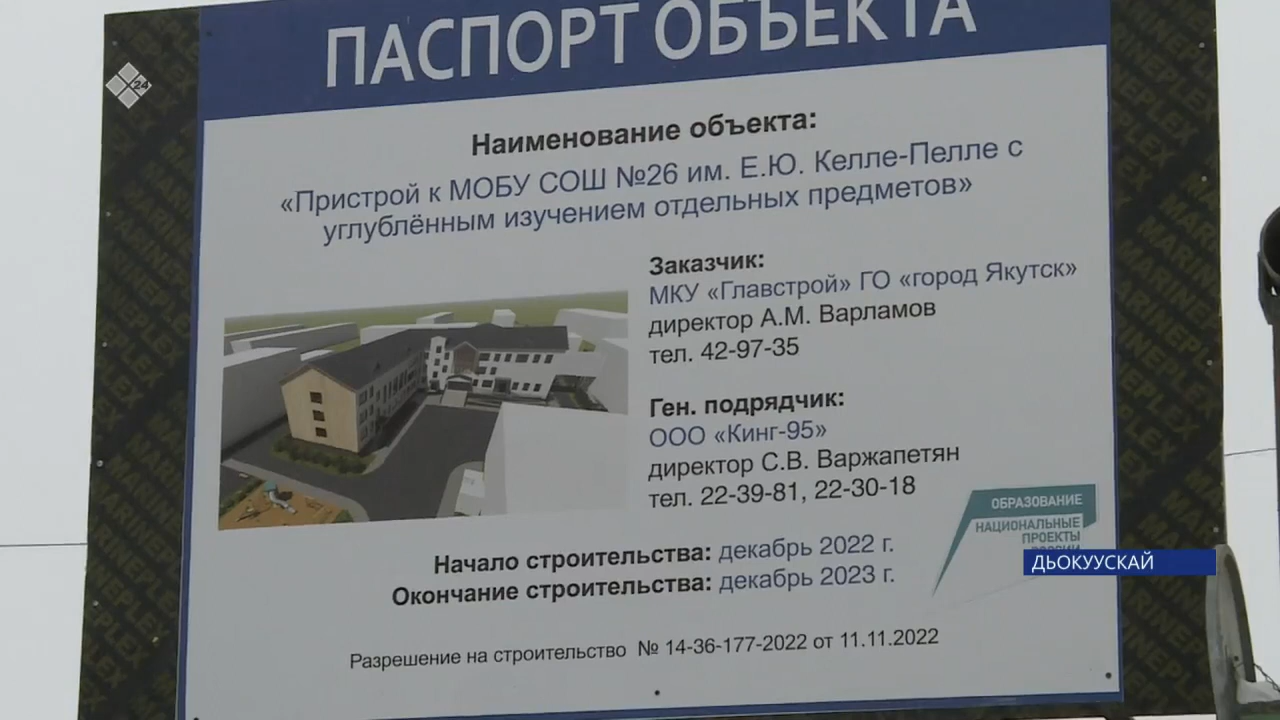 ПАСПОРТ ОБЪЕКТА
24
Наименование объекта:
«Пристрой к МОБУ СОШ №26 им. Е.Ю. Келле-Пелле с
углублённым изучением отдельных предметов»
Заказчик:
МКУ «Главстрой» ГО «город Якутск»
директор А.М. Варламов
тел. 42-97-35
Ген. подрядчик:
ООО «Кинг-95»
директор С.В. Варжапетян
тел. 22-39-81, 22-30-18
ОБРАЗОВАНИЕ
НАЦИОНАЛЬНЫЕ
ПРОЕКТЫ
ДЬОКУУСКАЙ
Начало строительства: декабрь 2022 г.
Окончание строительства: декабрь 2023 г.
Разрешение на строительство № 14-36-177-2022 от 11.11.2022
MARINEPLEX